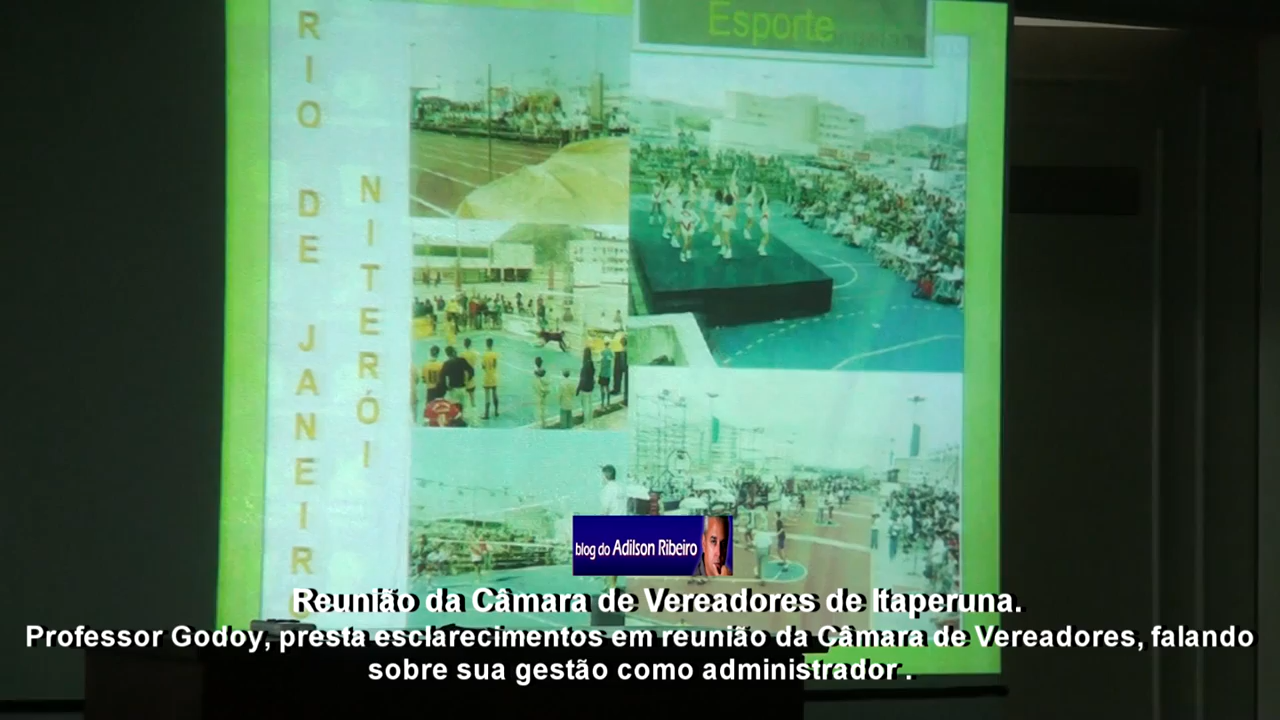 Esporte
RIO DE JANEIRO
NITERÓI
blog do Adilson Ribeiro
Reunião da Câmara de Vereadores de Itaperuna.
Professor Godoy, presta esclarecimentos em reunião da Câmara de Vereadores, falando
sobre sua gestão como administrador .